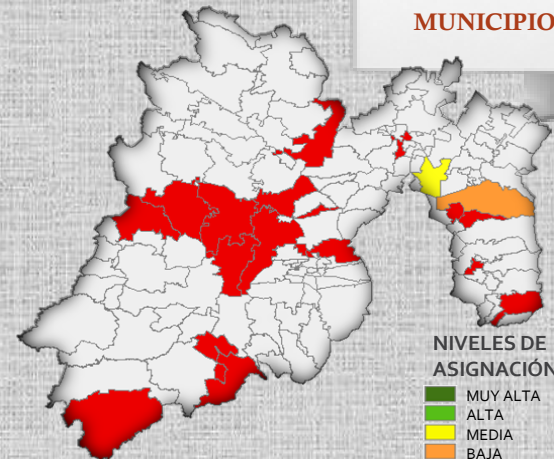 MUNICIPIO
NIVELES DE
ASIGNACIÓN
MUY ALTA
ALTA
MEDIA
BAJA